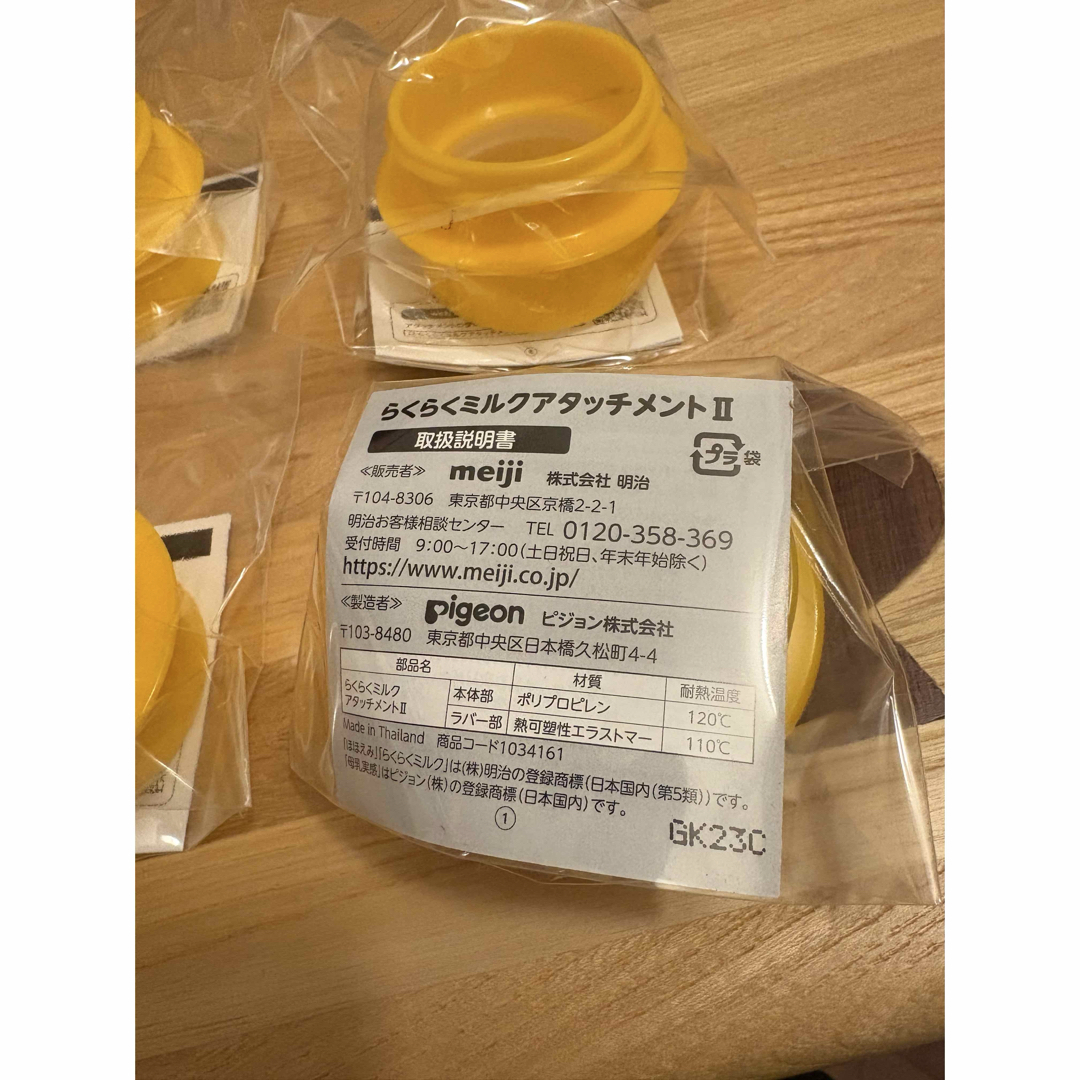 アタッチメントの
らくらくミルクアタッチメントⅡ
取扱説明書
プラ 袋
≪販売者≫ meiji 株式会社 明治
〒104-8306 東京都中央区京橋2-2-1
明治お客様相談センター TEL 0120-358-369
受付時間 9:00～17:00(土日祝日、年末年始除く)
https://www.meiji.co.jp/
≪製造者≫ pigeon ピジョン株式会社
〒103-8480 東京都中央区日本橋久松町4-4
部品名 材質 耐熱温度
らくらくミルク
アタッチメントⅡ
本体部 ポリプロピレン 120℃
ラバー部 熱可塑性エラストマー 110℃
Made in Thailand 商品コード1034161
「ほほえみ」「らくらくミルク」は(株)明治の登録商標(日本国内(第5類))です。
「母乳実感」はピジョン(株)の登録商標(日本国内)です。
①
GK23C